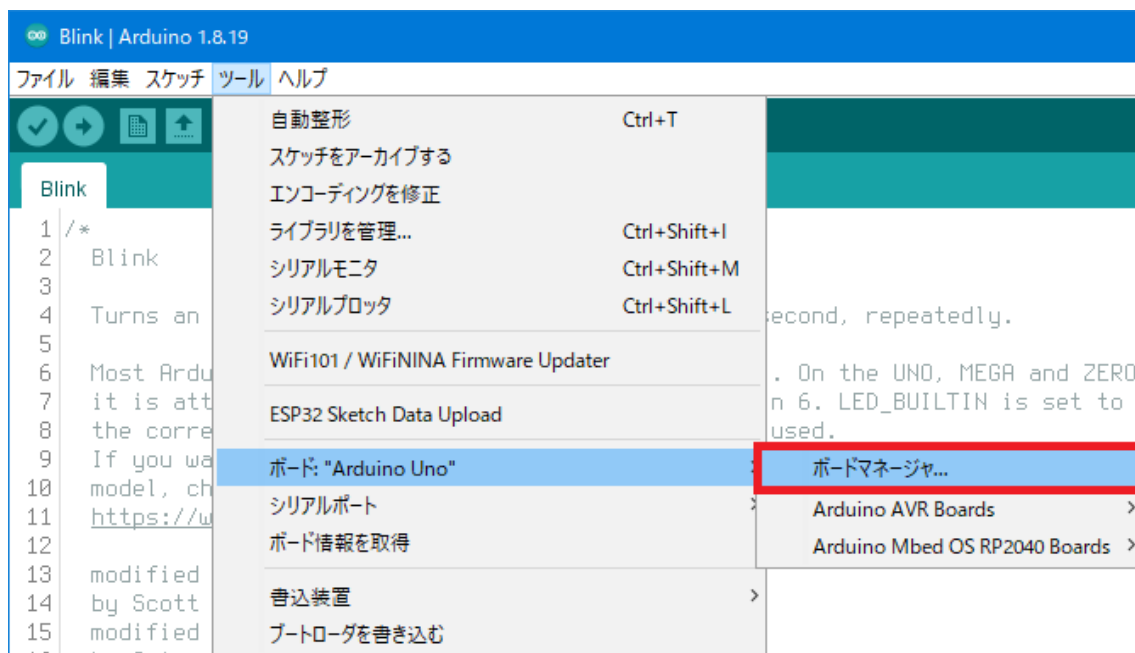 Blink | Arduino 1.8.19
ファイル 編集 スケッチ ツール ヘルプ
自動整形 Ctrl+T
スケッチをアーカイブする
エンコーディングを修正
ライブラリを管理... Ctrl+Shift+I
シリアルモニタ Ctrl+Shift+M
シリアルプロッタ Ctrl+Shift+L
WiFi101 / WiFiNINA Firmware Updater
ESP32 Sketch Data Upload
ボード: "Arduino Uno"
シリアルポート
ボード情報を取得
書込装置
ブートローダを書き込む
ボードマネージャ...
Arduino AVR Boards
Arduino Mbed OS RP2040 Boards
Blink
1 /*
2 Blink
3
4 Turns an econd, repeatedly.
5
6 Most Ardu . On the UNO, MEGA and ZERO
7 it is att n 6. LED_BUILTIN is set to
8 the corre used.
9 If you wa
10 model, ch
11 https://w
12
13 modified
14 by Scott
15 modified